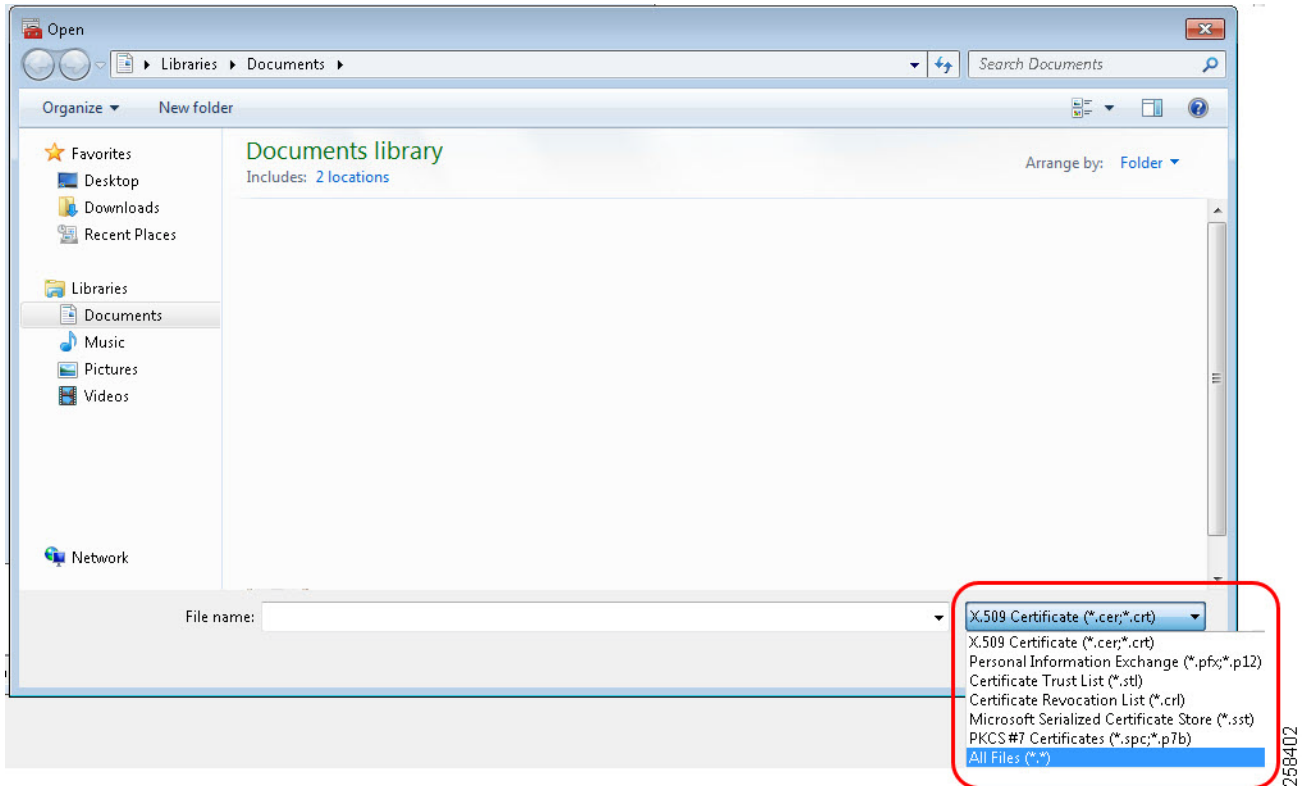 Open
Libraries Documents
Search Documents
Organize New folder
Favorites
Desktop
Downloads
Recent Places
Libraries
Documents
Music
Pictures
Videos
Network
Documents library
Includes: 2 locations
Arrange by: Folder
File name:
X.509 Certificate (*.cer;*.crt)
X.509 Certificate (*.cer;*.crt)
Personal Information Exchange (*.pfx;*.p12)
Certificate Trust List (*.stl)
Certificate Revocation List (*.crl)
Microsoft Serialized Certificate Store (*.sst)
PKCS #7 Certificates (*.spc;*.p7b)
All Files (*.*)
258402